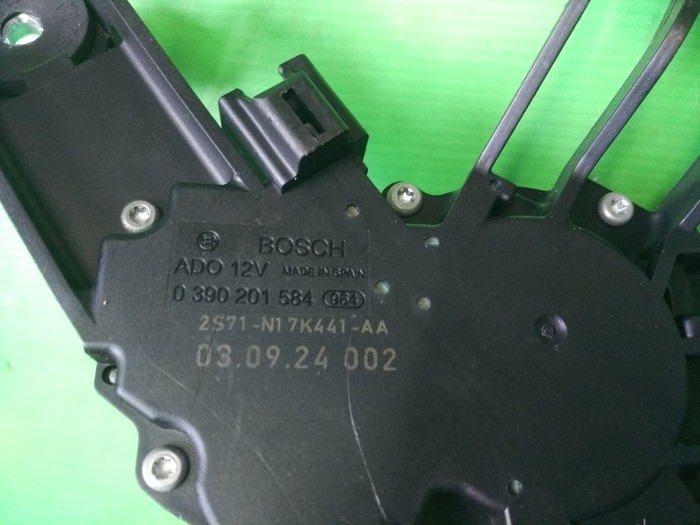 BOSCH
ADO 12V MADE IN SPAIN
0 390 201 584 964
2S71-N17K441-AA
03.09.24 002